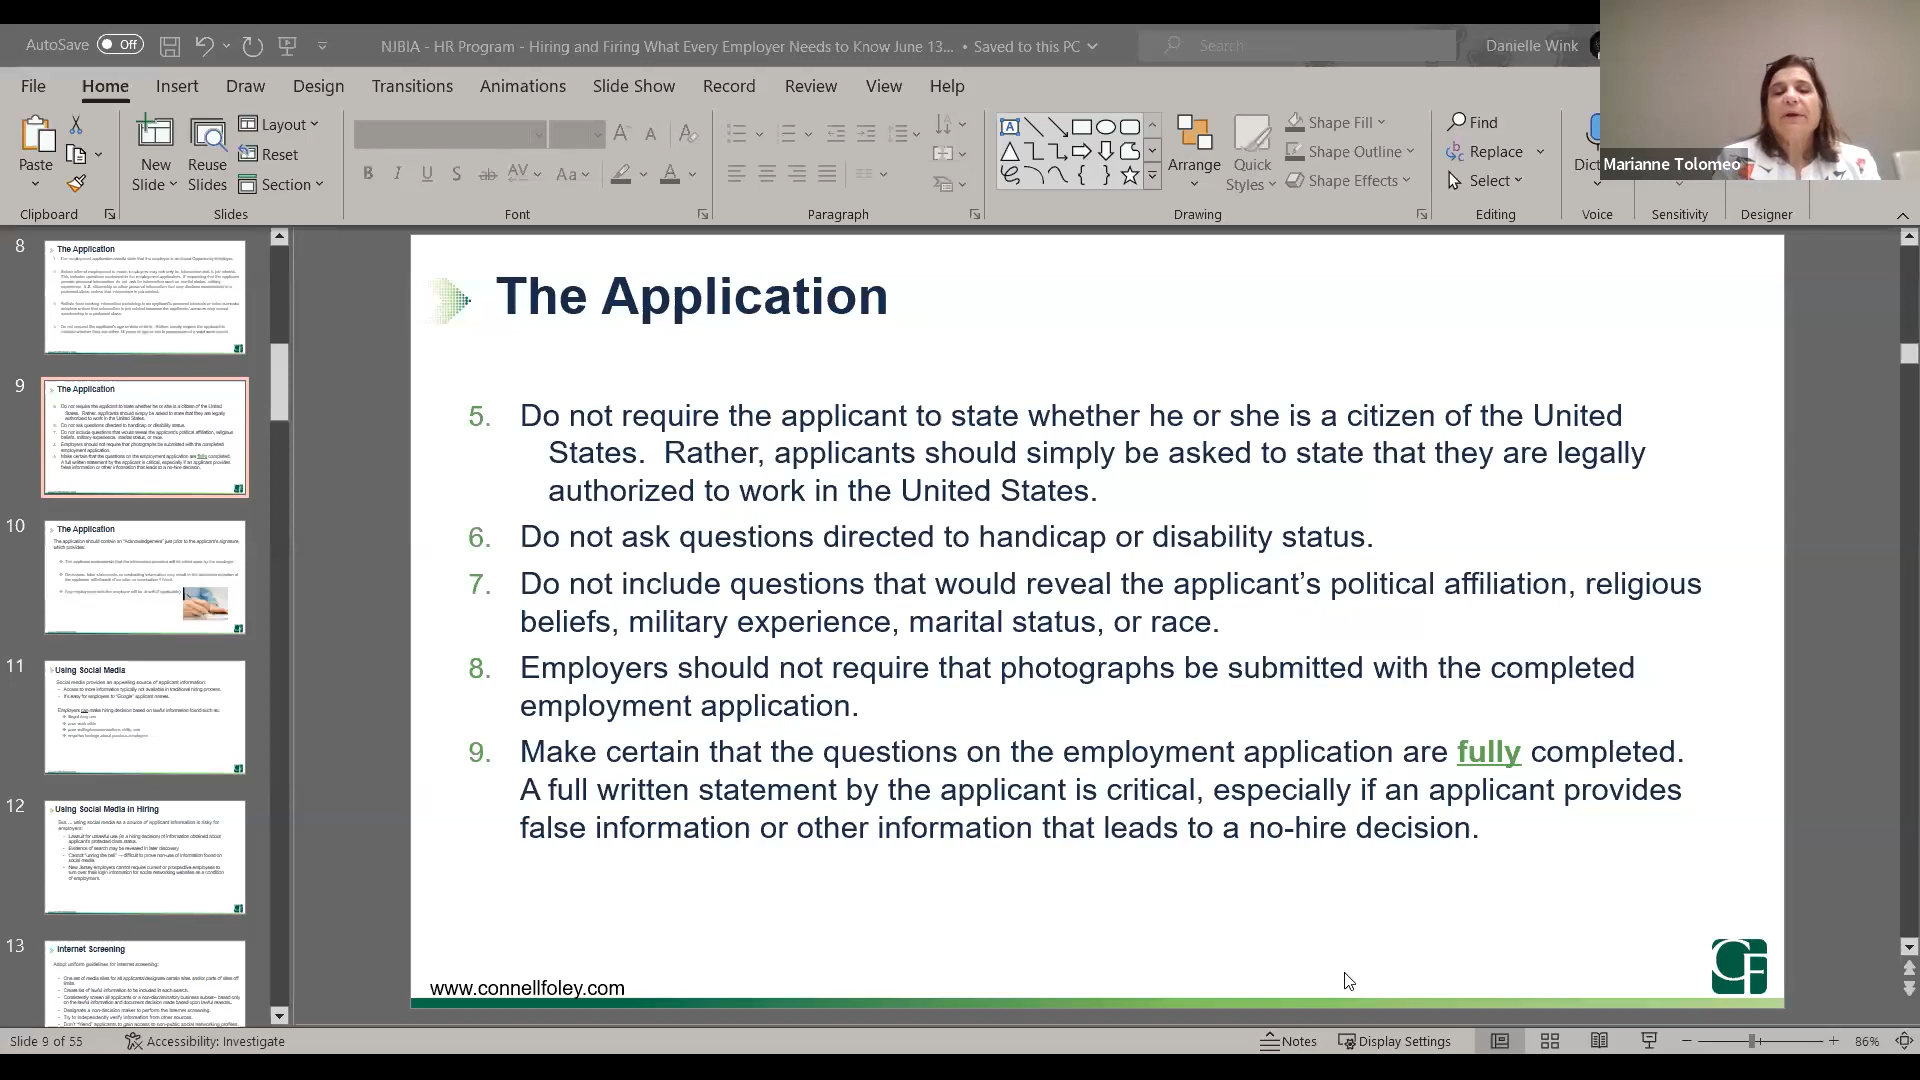 AutoSave Off
NJBIA - HR Program - Hiring and Firing What Every Employer Needs to Know June 13... • Saved to this PC
Search
Danielle Wink
File Home Insert Draw Design Transitions Animations Slide Show Record Review View Help
Paste
Clipboard
New Slide
Reuse Slides
Layout
Reset
Section
Slides
Font
Paragraph
Arrange
Quick Styles
Shape Fill
Shape Outline
Shape Effects
Drawing
Find
Replace
Select
Editing
Dict
Voice
Sensitivity
Designer
Marianne Tolomeo
8
The Application
9
The Application
10
The Application
11
Using Social Media
12
Using Social Media in Hiring
13
Internet Screening
The Application
5. Do not require the applicant to state whether he or she is a citizen of the United
States. Rather, applicants should simply be asked to state that they are legally
authorized to work in the United States.
6. Do not ask questions directed to handicap or disability status.
7. Do not include questions that would reveal the applicant’s political affiliation, religious
beliefs, military experience, marital status, or race.
8. Employers should not require that photographs be submitted with the completed
employment application.
9. Make certain that the questions on the employment application are fully completed.
A full written statement by the applicant is critical, especially if an applicant provides
false information or other information that leads to a no-hire decision.
www.connellfoley.com
CF
Slide 9 of 55
Accessibility: Investigate
Notes
Display Settings
86%